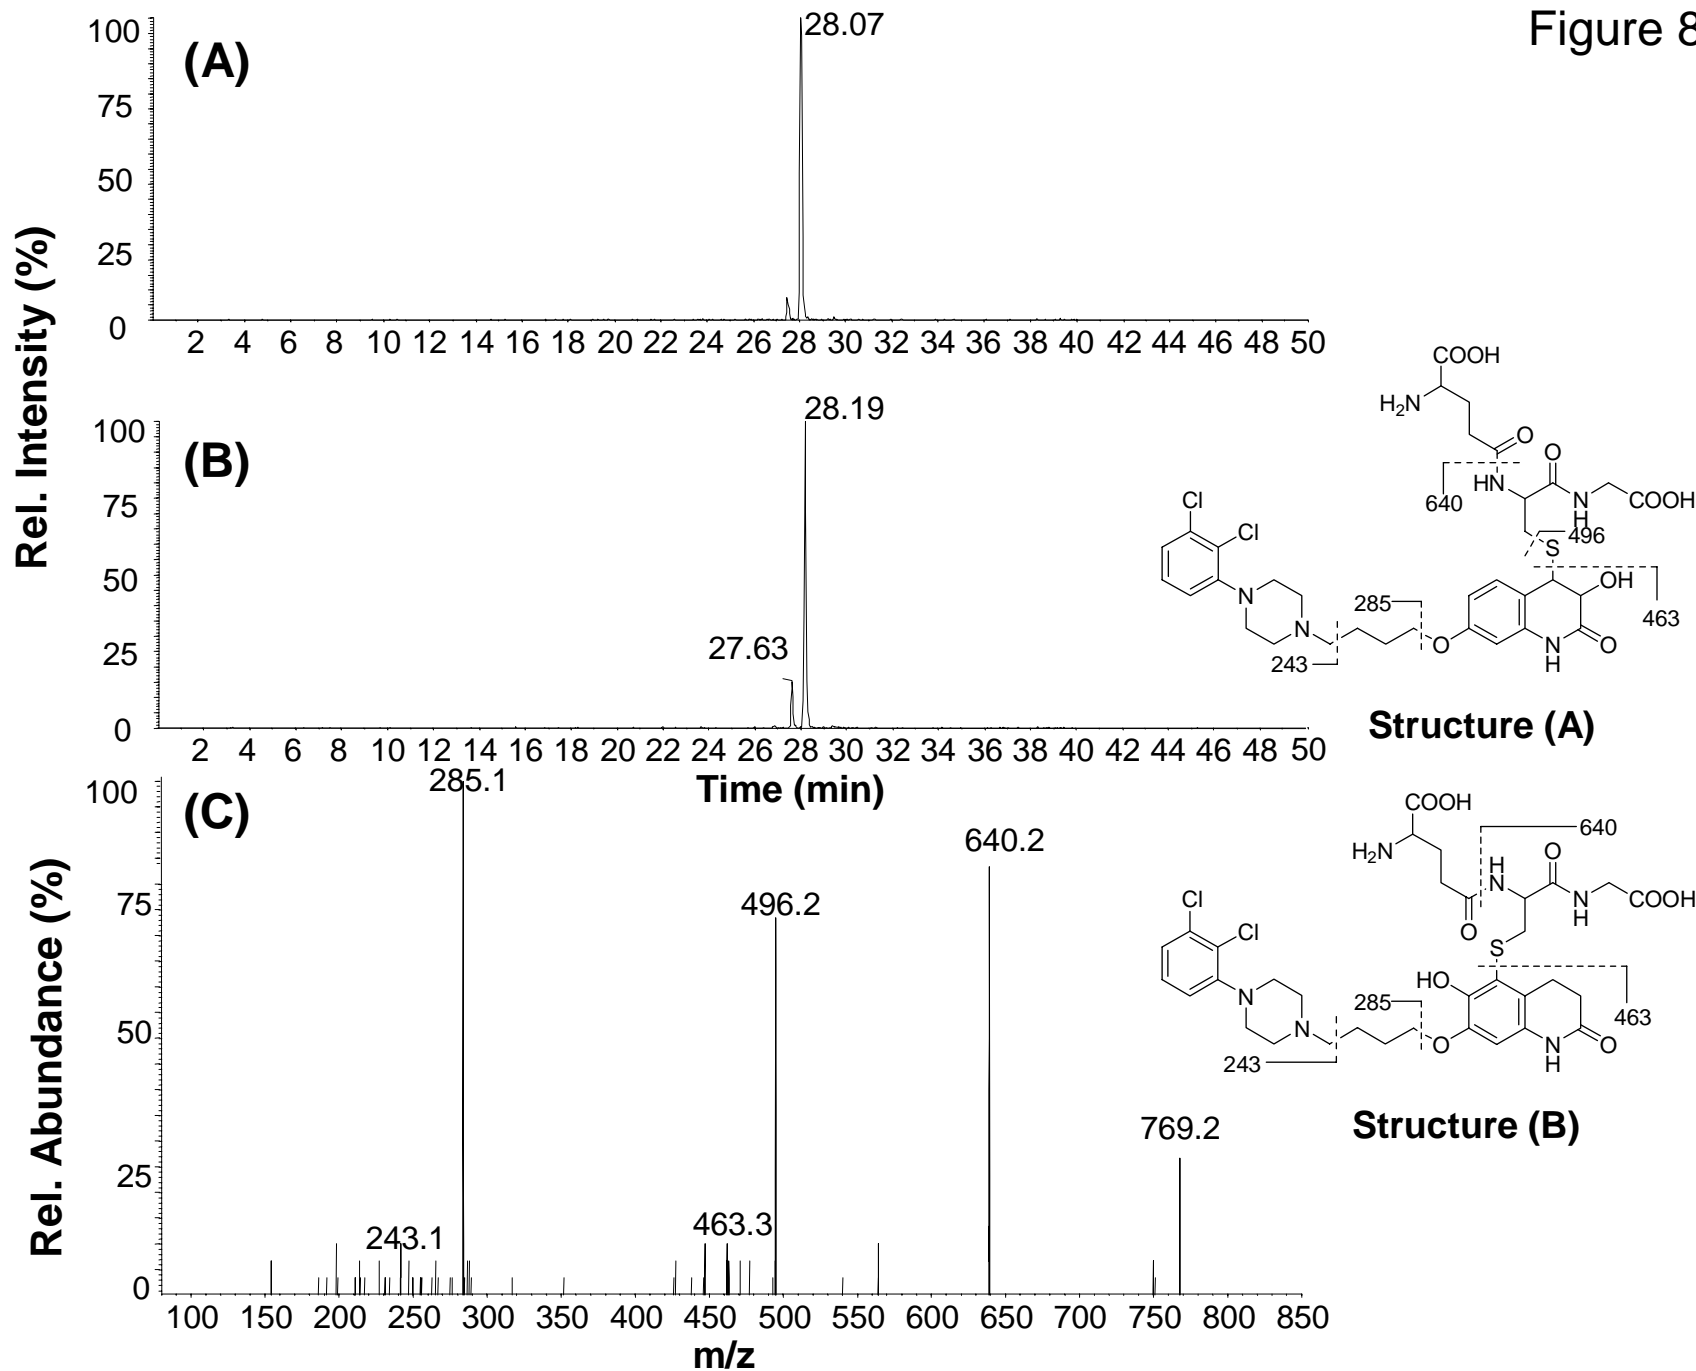 Figure 8
Rel. Intensity (%)
(A)
100
75
50
25
0
28.07
2 4 6 8 10 12 14 16 18 20 22 24 26 28 30 32 34 36 38 40 42 44 46 48 50
(B)
100
75
50
25
0
28.19
27.63
2 4 6 8 10 12 14 16 18 20 22 24 26 28 30 32 34 36 38 40 42 44 46 48 50
Time (min)
COOH
H2N
O
O
640
HN
N
H
COOH
496
S
OH
463
Cl
Cl
N
N
285
243
O
N
H
O
Structure (A)
Rel. Abundance (%)
(C)
100
75
50
25
0
285.1
640.2
496.2
769.2
463.3
243.1
100 150 200 250 300 350 400 450 500 550 600 650 700 750 800 850
m/z
COOH
640
H2N
H
N
O
O
N
H
COOH
S
HO
463
Cl
Cl
N
N
285
243
O
N
H
O
Structure (B)